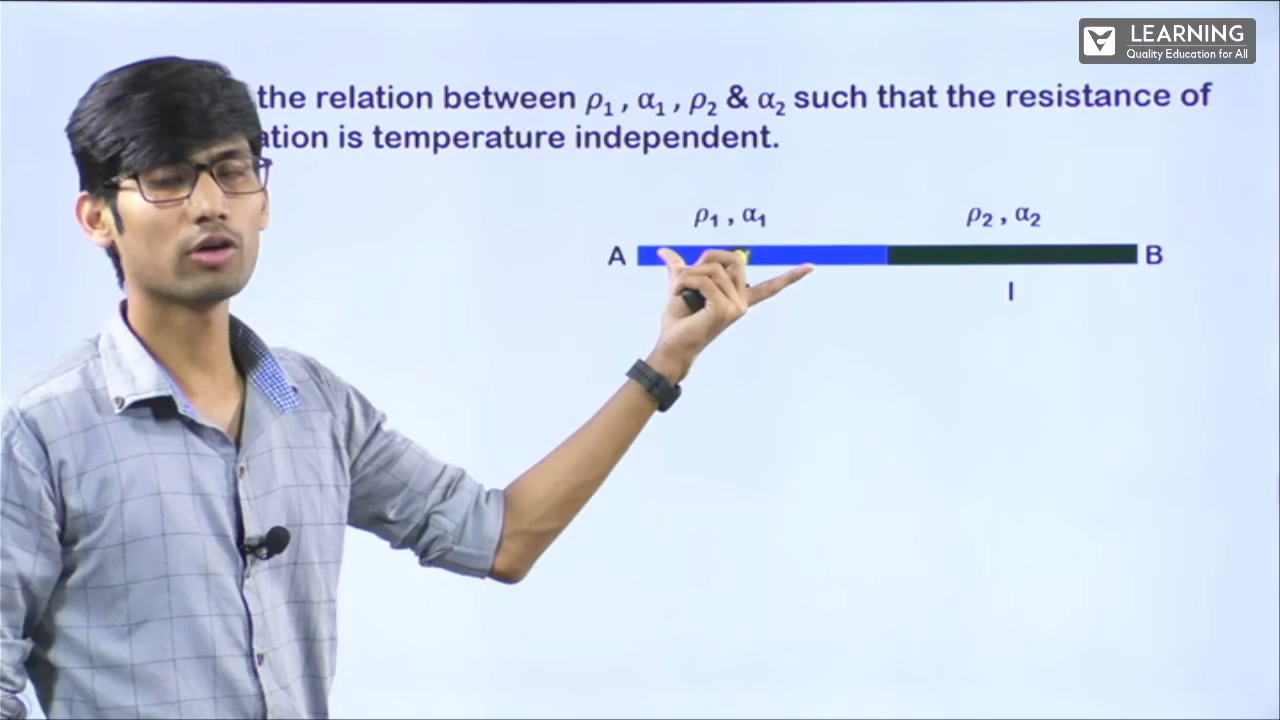 LEARNING
Quality Education for All
the relation between ρ₁ , α₁ , ρ₂ & α₂ such that the resistance of
ation is temperature independent.
ρ₁ , α₁ ρ₂ , α₂
A B
l